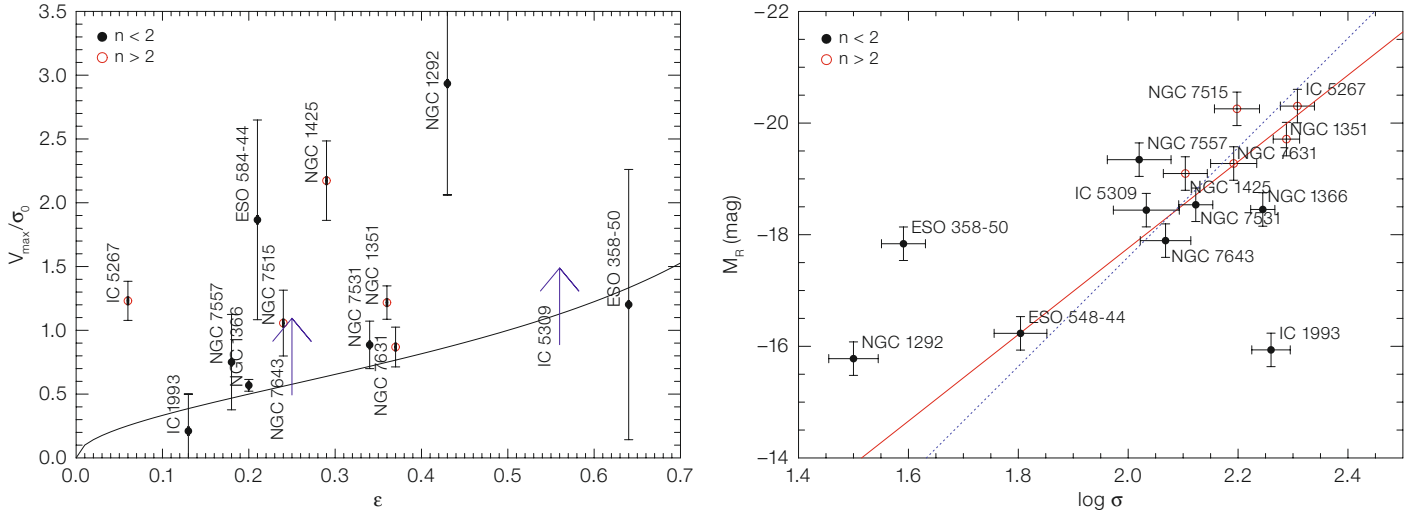 3.5
3.0
2.5
2.0
1.5
1.0
0.5
0.0
Vmax/σ0
n < 2
n > 2
IC 5267
IC 1993
NGC 7557
NGC 1366
ESO 584-44
NGC 7515
NGC 7643
NGC 1425
NGC 7531
NGC 1351
NGC 7631
NGC 1292
IC 5309
ESO 358-50
0.0 0.1 0.2 0.3 0.4 0.5 0.6 0.7
ε
-22
-20
-18
-16
-14
MR (mag)
n < 2
n > 2
NGC 7515
IC 5267
NGC 1351
NGC 7557
NGC 7631
NGC 1425
IC 5309
NGC 1366
NGC 7531
NGC 7643
ESO 358-50
ESO 548-44
NGC 1292
IC 1993
1.4 1.6 1.8 2.0 2.2 2.4
log σ